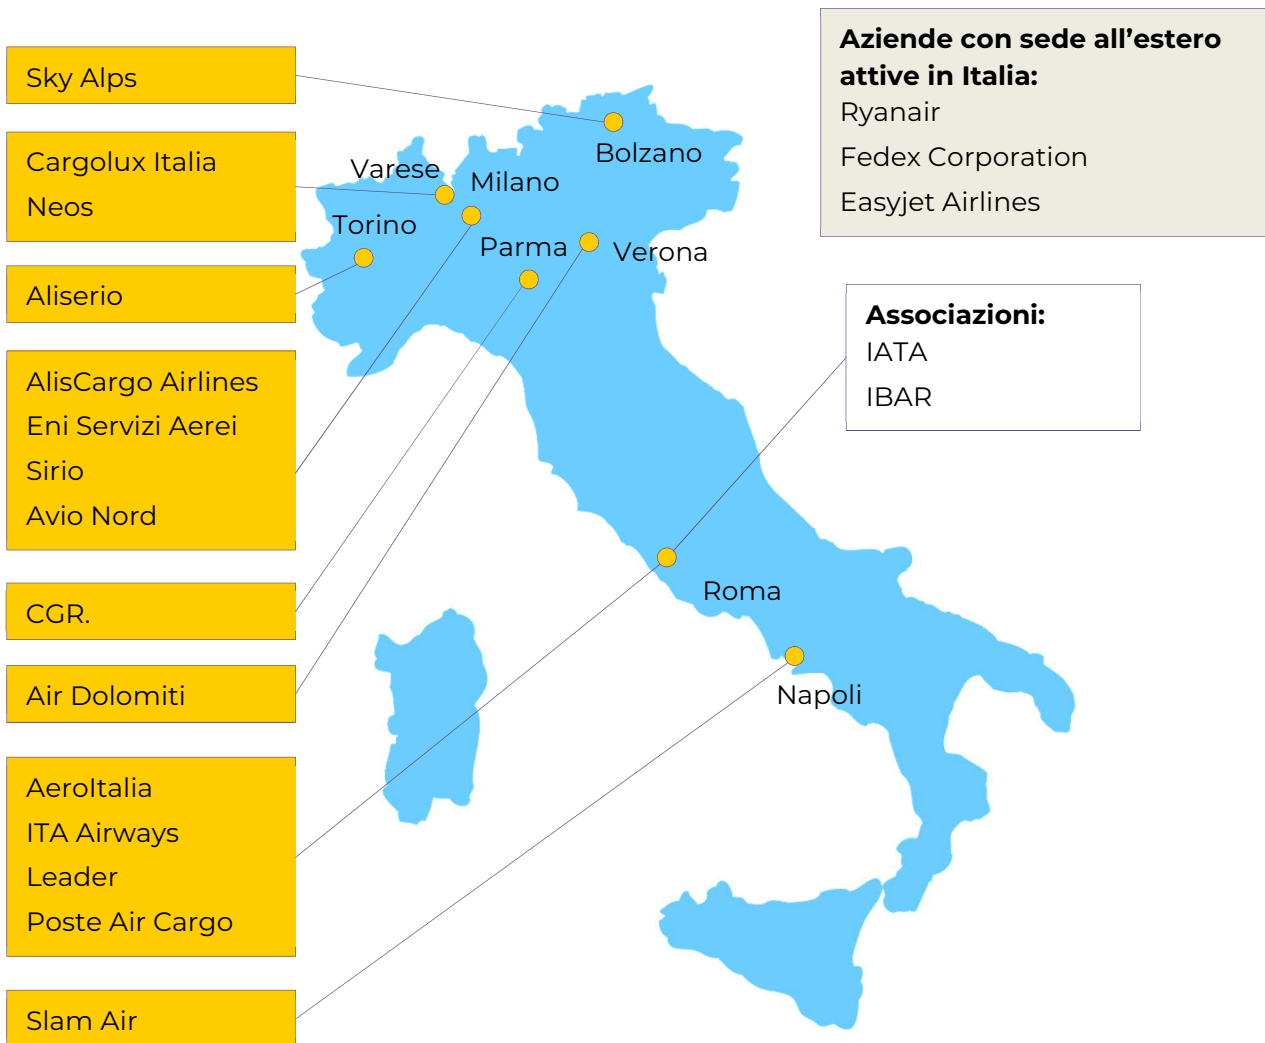 Sky Alps
Cargolux Italia
Neos
Aliserio
AlisCargo Airlines
Eni Servizi Aerei
Sirio
Avio Nord
CGR.
Air Dolomiti
AeroItalia
ITA Airways
Leader
Poste Air Cargo
Slam Air
Bolzano
Varese
Milano
Torino
Parma
Verona
Roma
Napoli
Aziende con sede all’estero
attive in Italia:
Ryanair
Fedex Corporation
Easyjet Airlines
Associazioni:
IATA
IBAR